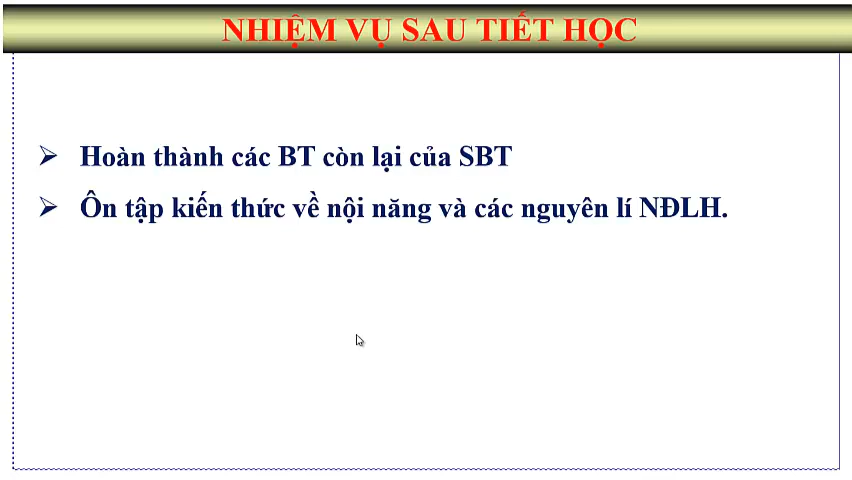 NHIỆM VỤ SAU TIẾT HỌC
Hoàn thành các BT còn lại của SBT
Ôn tập kiến thức về nội năng và các nguyên lí NĐLH.